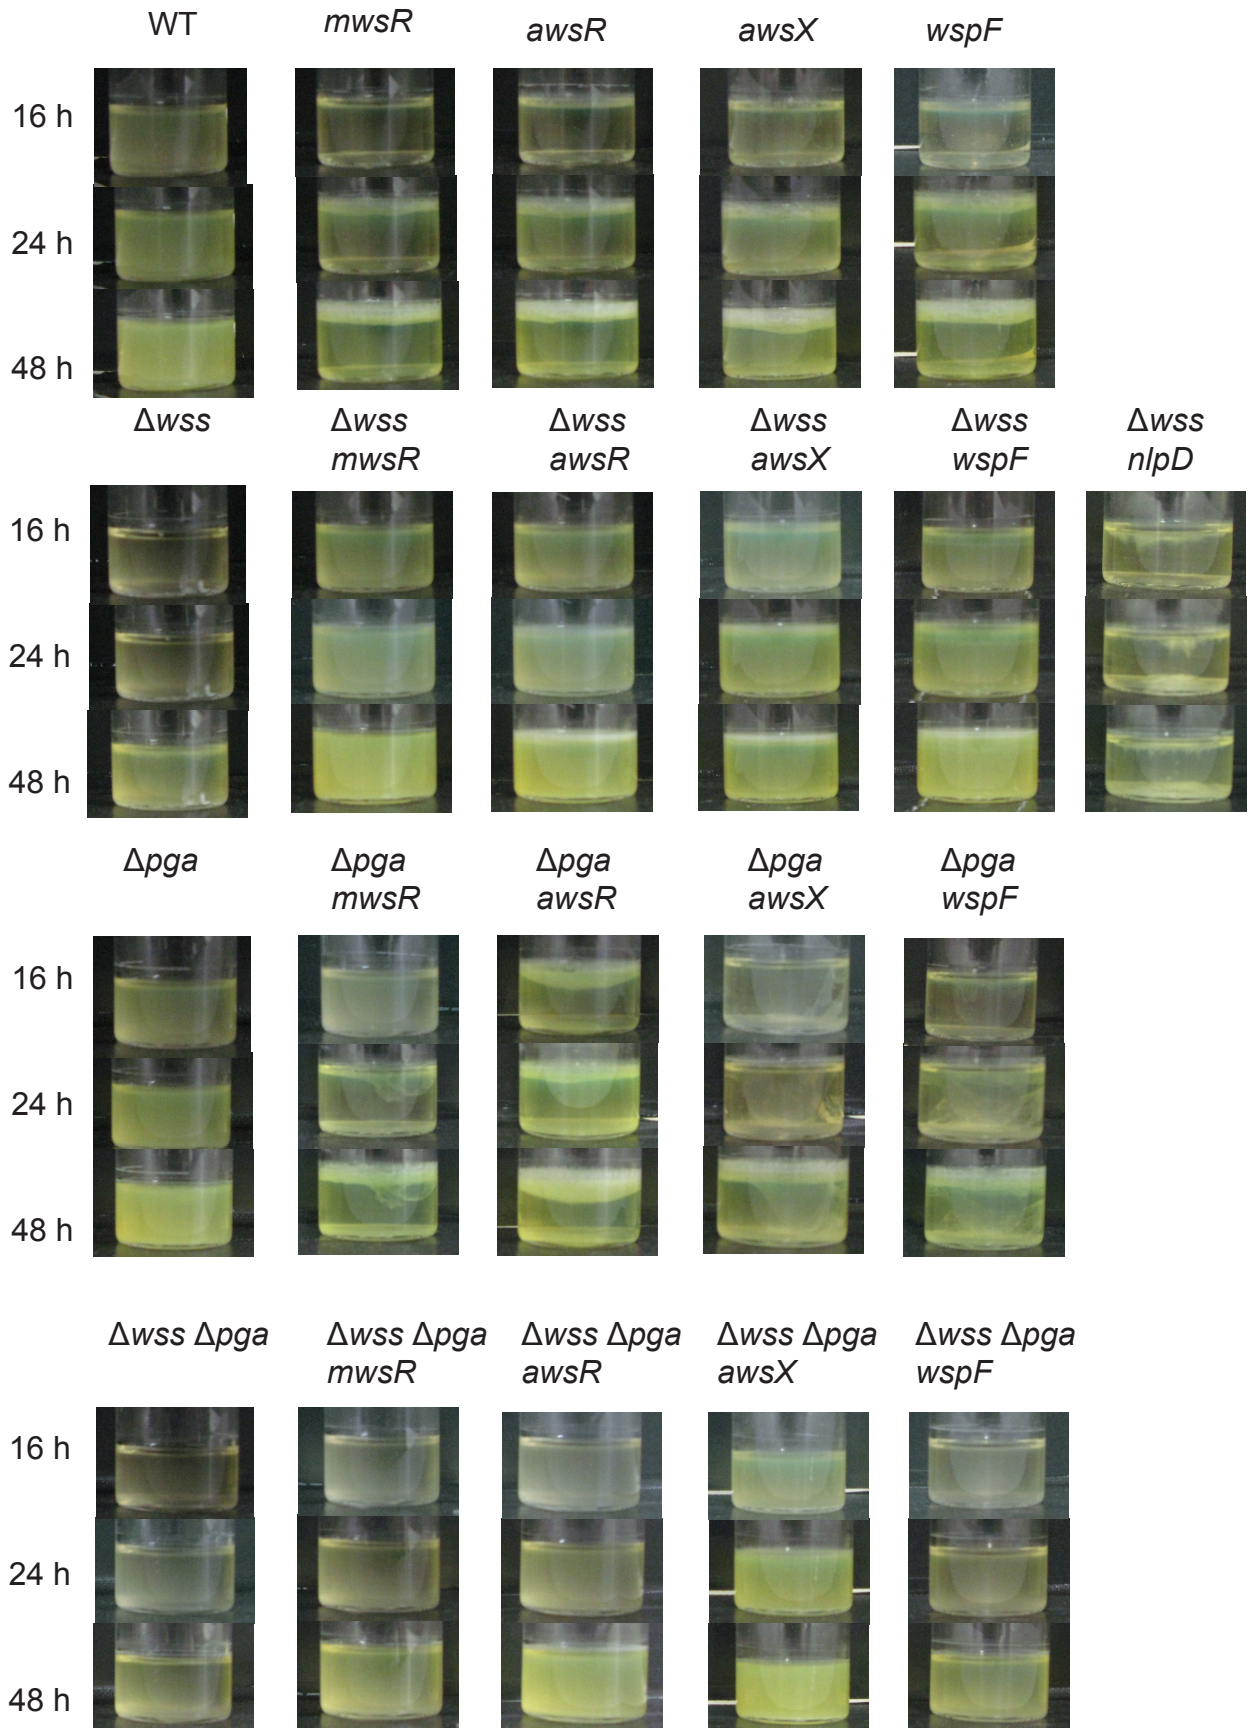 WT mwsR awsR awsX wspF
16 h
24 h
48 h
Δwss Δwss Δwss Δwss Δwss Δwss
mwsR awsR awsX wspF nlpD
16 h
24 h
48 h
Δpga Δpga Δpga Δpga Δpga
mwsR awsR awsX wspF
16 h
24 h
48 h
Δwss Δpga Δwss Δpga Δwss Δpga Δwss Δpga Δwss Δpga
mwsR awsR awsX wspF
16 h
24 h
48 h